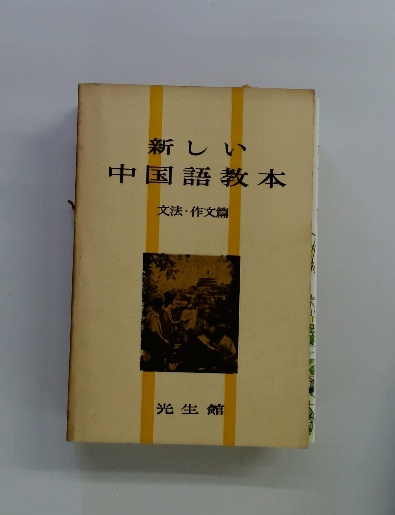 新しい
中国語教本
文法・作文篇
光生館